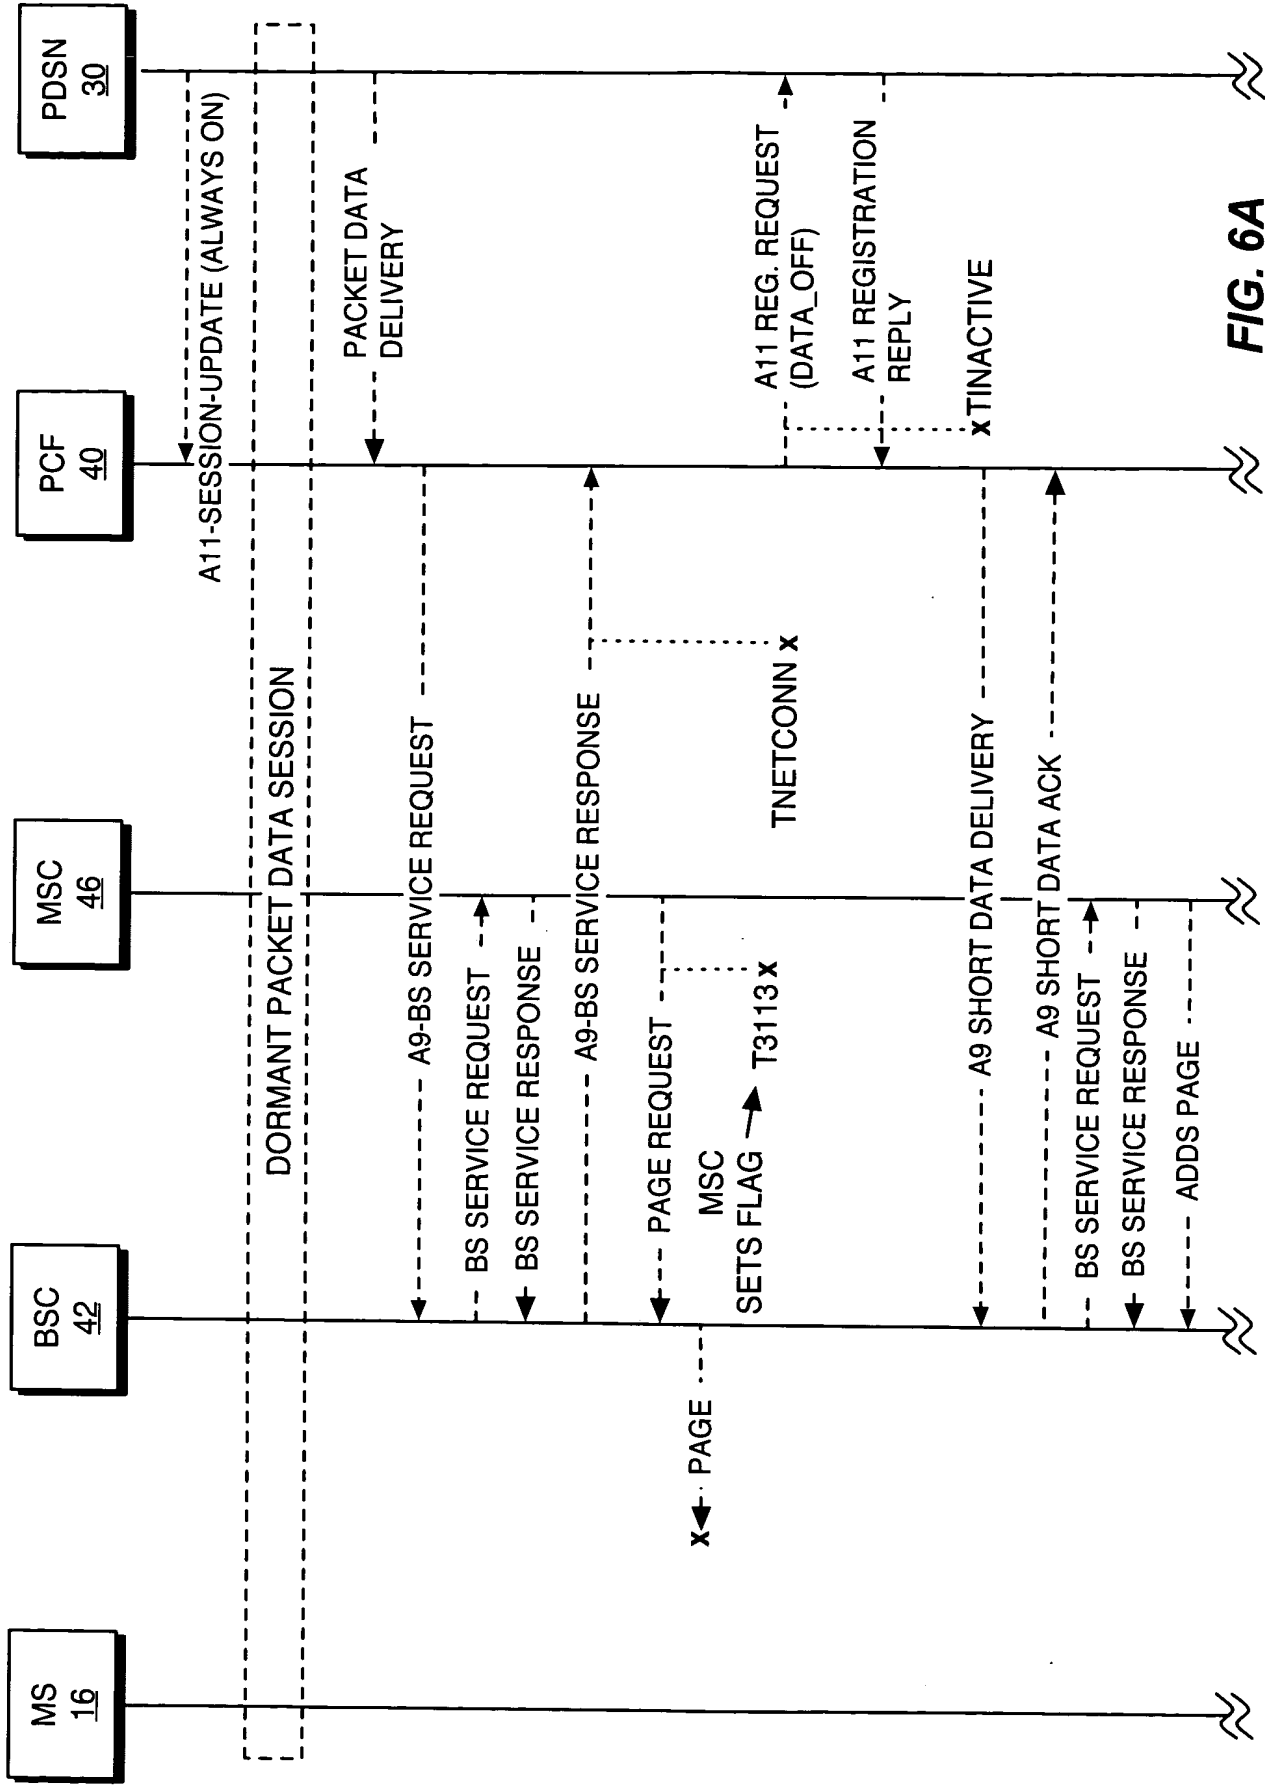 MS
16
BSC
42
MSC
46
PCF
40
PDSN
30
A11-SESSION-UPDATE (ALWAYS ON)
DORMANT PACKET DATA SESSION
PACKET DATA
DELIVERY
A9-BS SERVICE REQUEST
BS SERVICE REQUEST
BS SERVICE RESPONSE
A9-BS SERVICE RESPONSE
PAGE REQUEST
X
PAGE
MSC
SETS FLAG
T3113 X
TNETCONN X
A11 REG. REQUEST
(DATA_OFF)
A11 REGISTRATION
REPLY
X TINACTIVE
A9 SHORT DATA DELIVERY
A9 SHORT DATA ACK
BS SERVICE REQUEST
BS SERVICE RESPONSE
ADDS PAGE
FIG. 6A